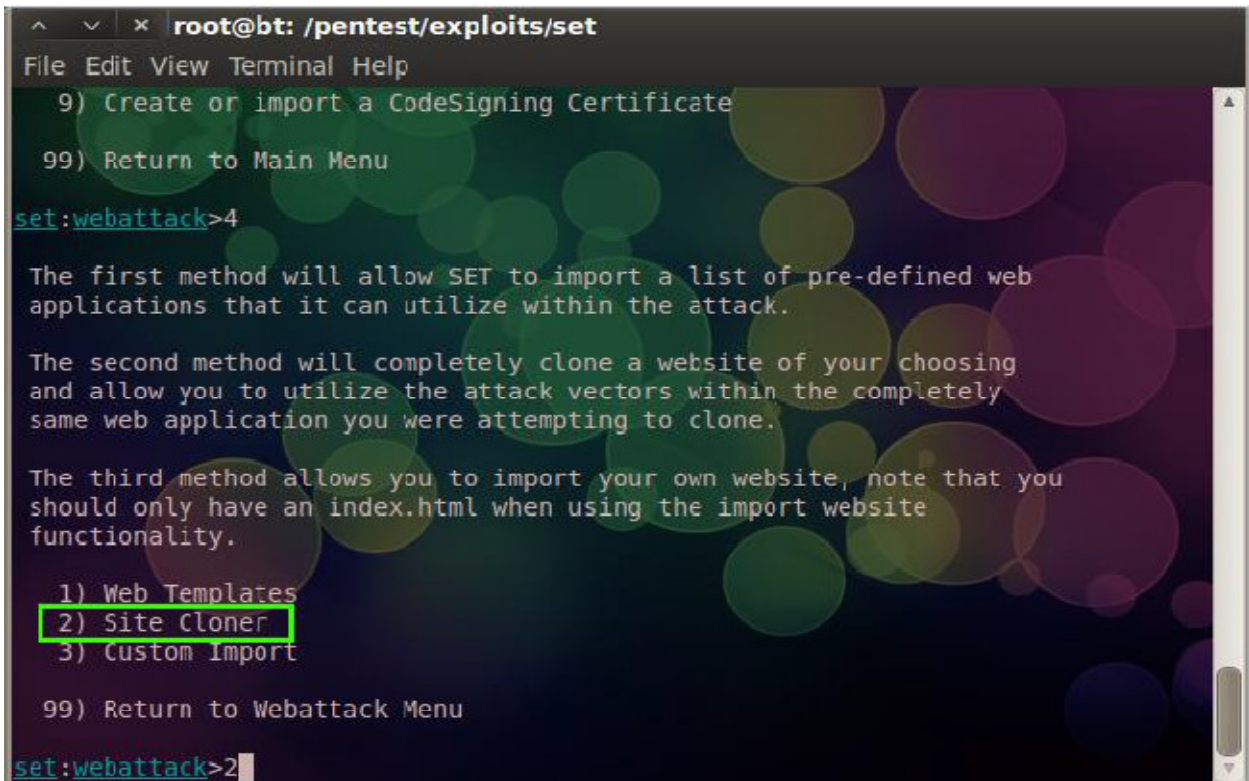 root@bt: /pentest/exploits/set
File Edit View Terminal Help
9) Create or import a CodeSigning Certificate
99) Return to Main Menu
set:webattack>4
The first method will allow SET to import a list of pre-defined web
applications that it can utilize within the attack.
The second method will completely clone a website of your choosing
and allow you to utilize the attack vectors within the completely
same web application you were attempting to clone.
The third method allows you to import your own website, note that you
should only have an index.html when using the import website
functionality.
1) Web Templates
2) Site Cloner
3) Custom Import
99) Return to Webattack Menu
set:webattack>2